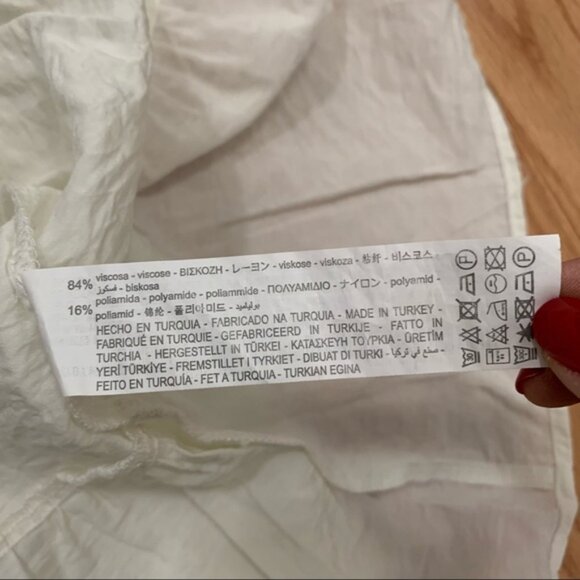 84% viscosa - viscose - ΒΙΣΚΟΖΗ - レーヨン - viskose - viskoza - 粘纤 - 비스코스
فسكوز - biskosa
16% poliamida - polyamide - poliammide - ΠΟΛΥΑΜΙΔΙΟ - ナイロン - polyamid -
poliamid - 锦纶 - 폴리아미드 - بولياميد
HECHO EN TURQUIA - FABRICADO NA TURQUIA - MADE IN TURKEY -
FABRIQUÉ EN TURQUIE - GEFABRICEERD IN TURKIJE - FATTO IN
TURCHIA - HERGESTELLT IN TÜRKEI - ΚΑΤΑΣΚΕΥΗ ΤΟΥΡΚΙΑ - ÜRETİM
YERİ TÜRKİYE - FREMSTILLET I TYRKIET - DIBUAT DI TURKI - صنع في تركيا -
FEITO EN TURQUÍA - FET A TURQUIA - TURKIAN EGINA
P P